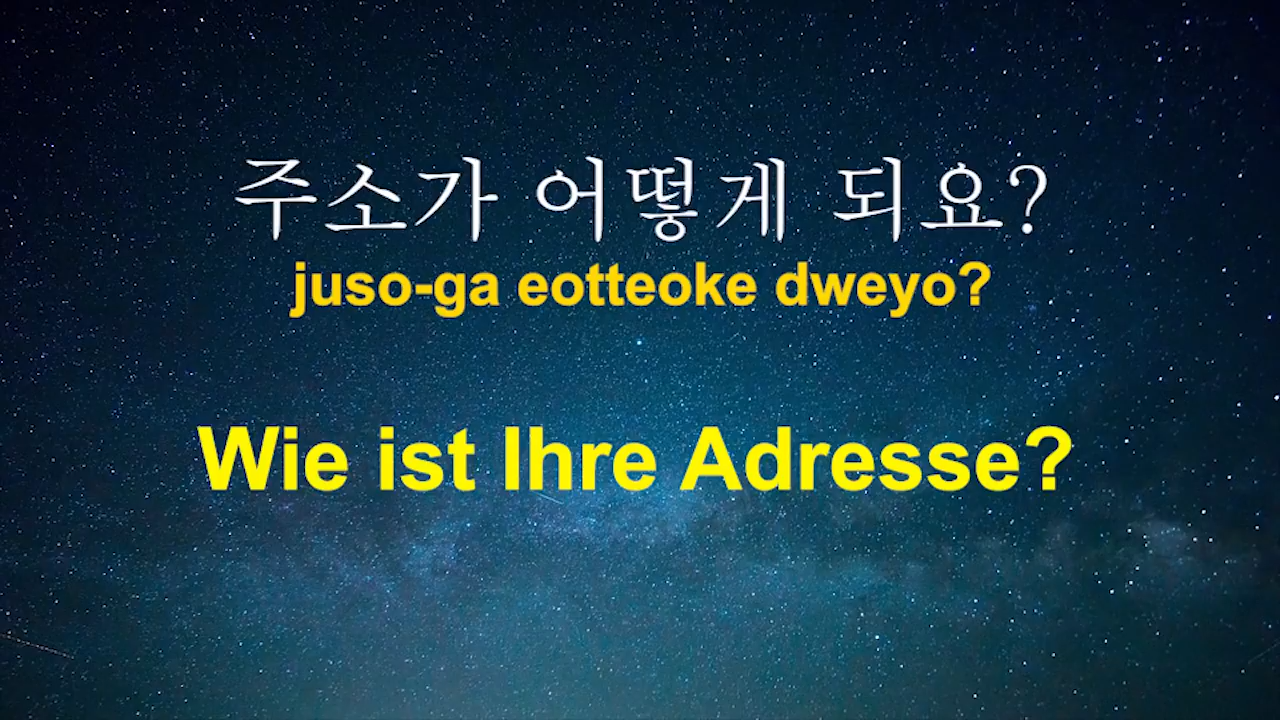 주소가 어떻게 되요?
juso-ga eotteoke dweyo?
Wie ist Ihre Adresse?